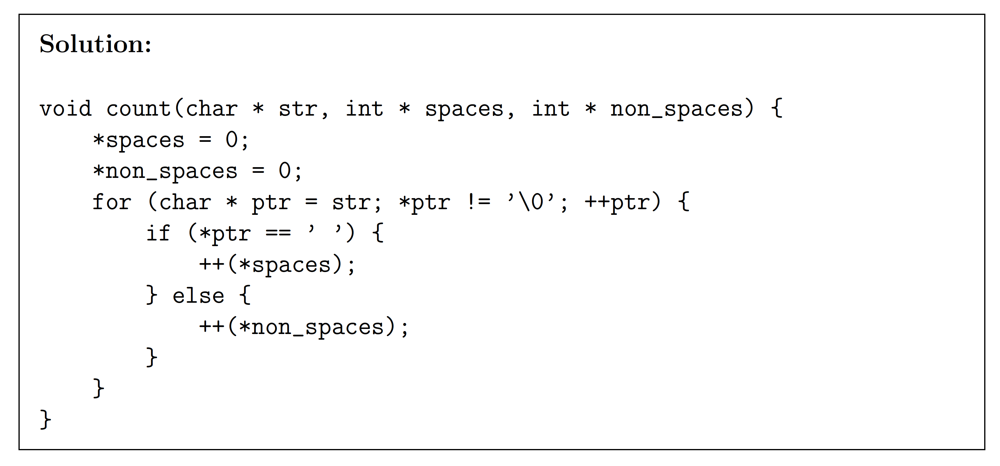 Solution:
void count(char * str, int * spaces, int * non_spaces) {
    *spaces = 0;
    *non_spaces = 0;
    for (char * ptr = str; *ptr != ’\0’; ++ptr) {
        if (*ptr == ’ ’) {
            ++(*spaces);
        } else {
            ++(*non_spaces);
        }
    }
}